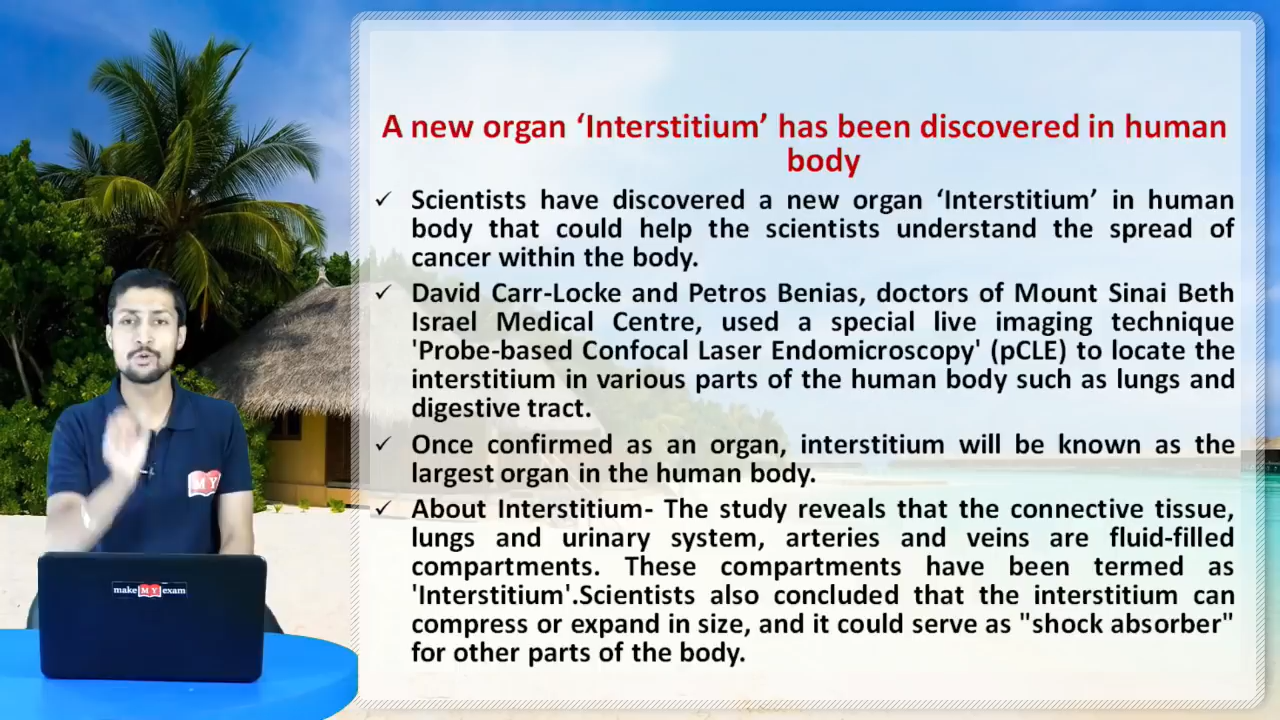 A new organ ‘Interstitium’ has been discovered in human
body
✓ Scientists have discovered a new organ ‘Interstitium’ in human
body that could help the scientists understand the spread of
cancer within the body.
✓ David Carr-Locke and Petros Benias, doctors of Mount Sinai Beth
Israel Medical Centre, used a special live imaging technique
'Probe-based Confocal Laser Endomicroscopy' (pCLE) to locate the
interstitium in various parts of the human body such as lungs and
digestive tract.
✓ Once confirmed as an organ, interstitium will be known as the
largest organ in the human body.
✓ About Interstitium- The study reveals that the connective tissue,
lungs and urinary system, arteries and veins are fluid-filled
compartments. These compartments have been termed as
'Interstitium'.Scientists also concluded that the interstitium can
compress or expand in size, and it could serve as "shock absorber"
for other parts of the body.
MY
make MY exam